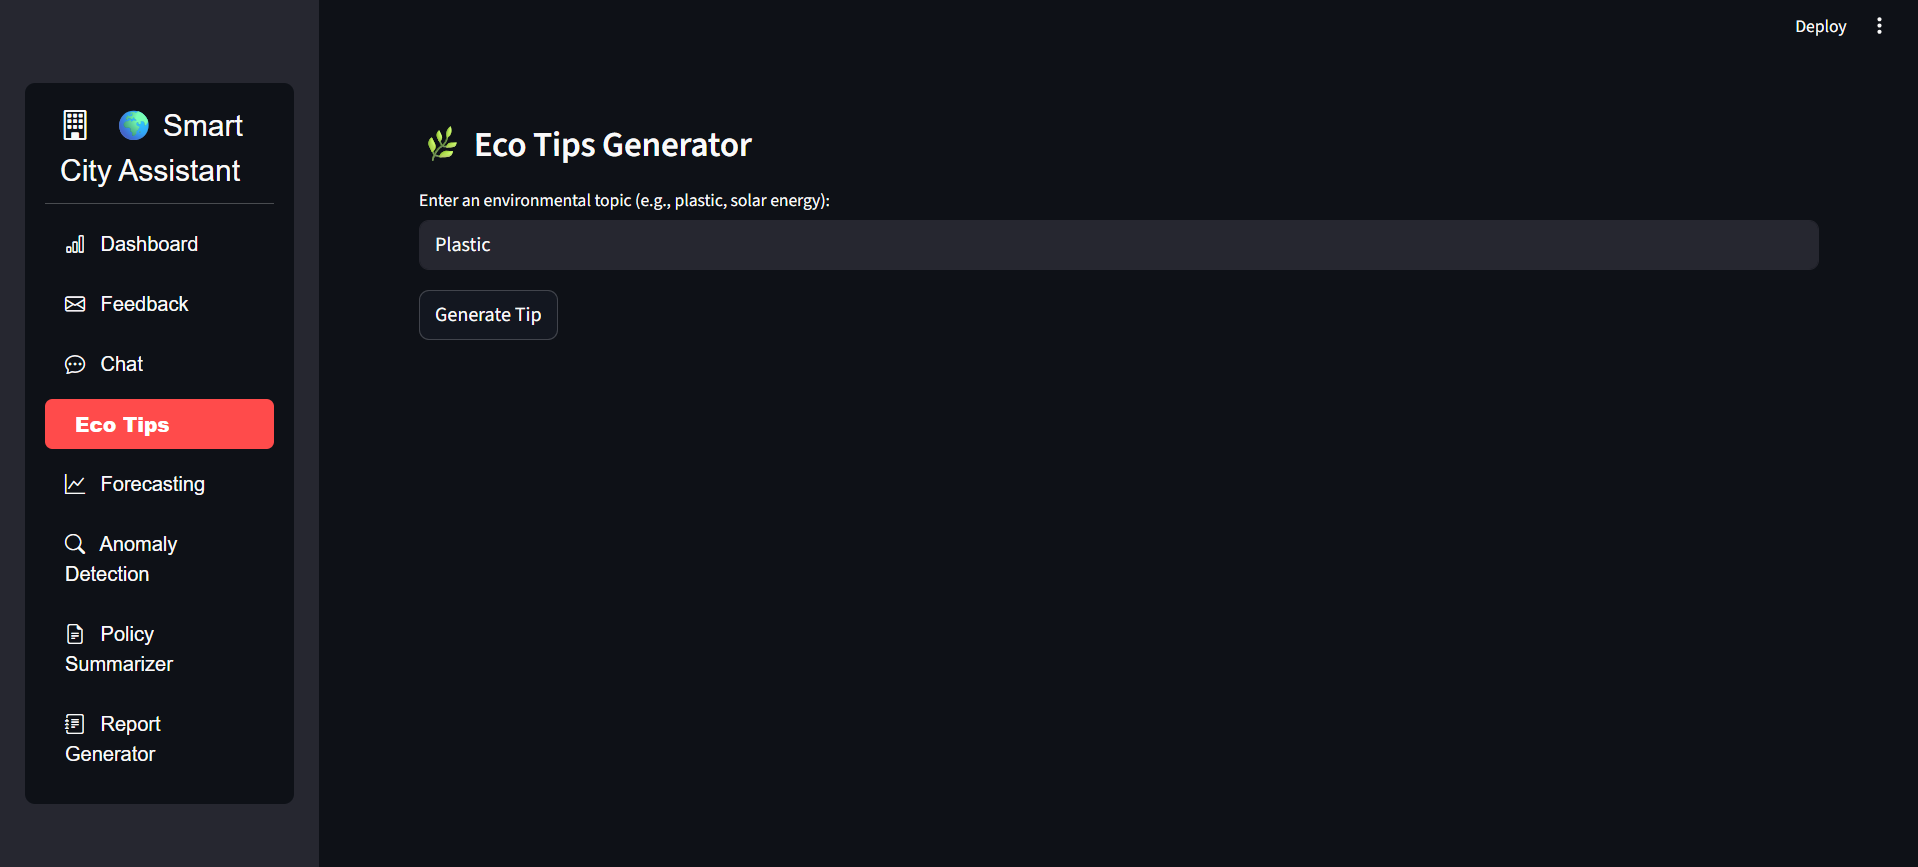 Deploy
Smart
City Assistant
Dashboard
Feedback
Chat
Eco Tips
Forecasting
Anomaly
Detection
Policy
Summarizer
Report
Generator
Eco Tips Generator
Enter an environmental topic (e.g., plastic, solar energy):
Plastic
Generate Tip